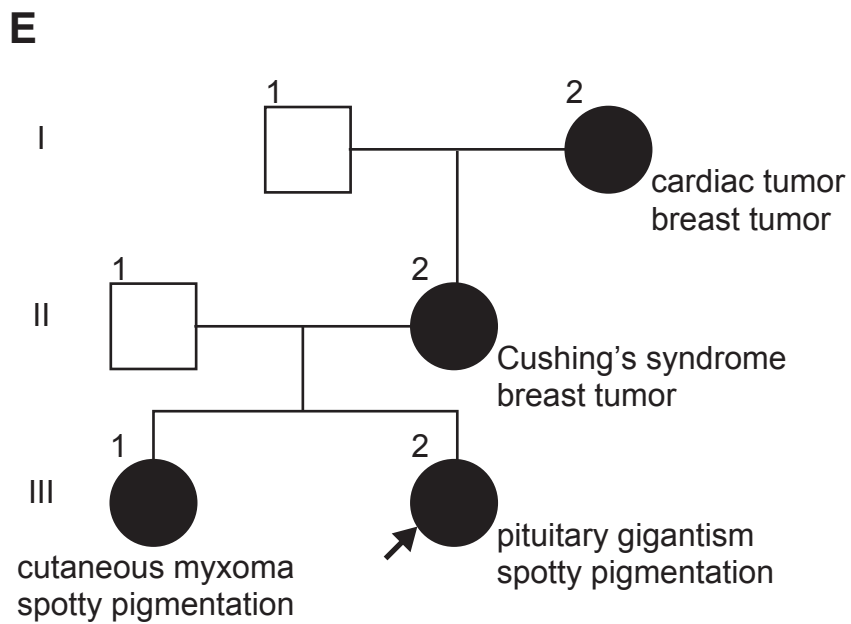 E
1
2
I
cardiac tumor
breast tumor
1
2
II
Cushing’s syndrome
breast tumor
1
2
III
pituitary gigantism
spotty pigmentation
cutaneous myxoma
spotty pigmentation